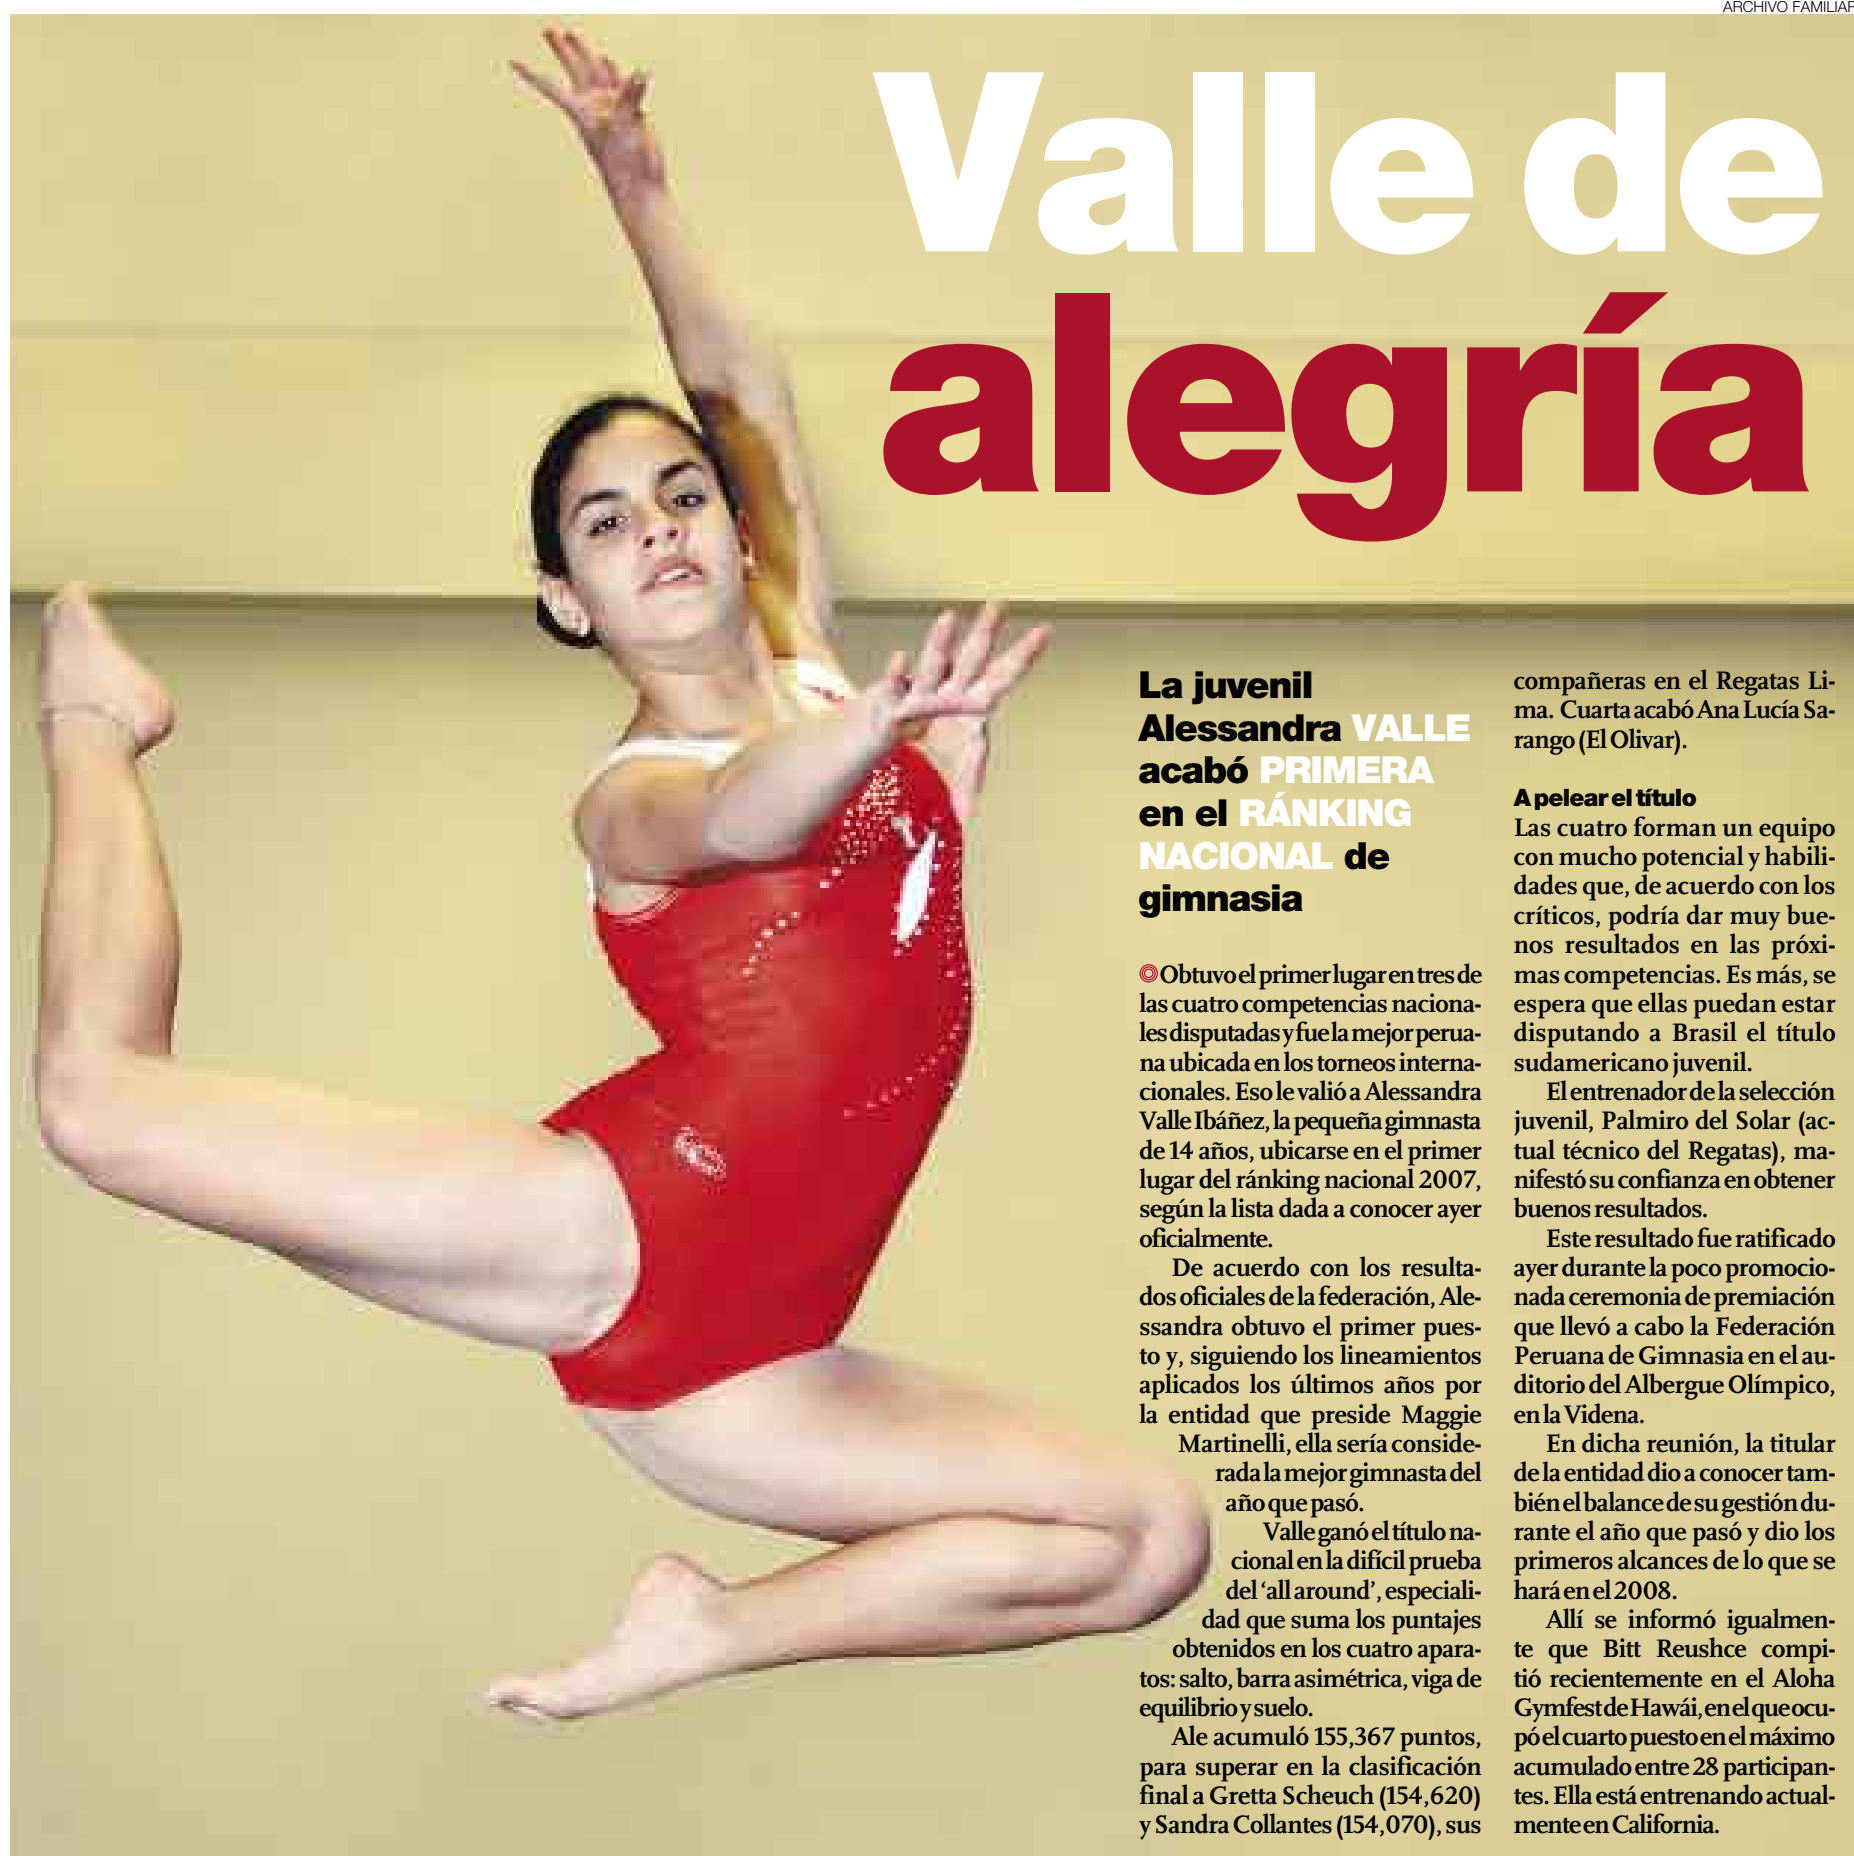 ARCHIVO FAMILIAR
Valle de
alegría
La juvenil
Alessandra VALLE
acabó PRIMERA
en el RÁNKING
NACIONAL de
gimnasia
Obtuvo el primer lugar en tres de
las cuatro competencias naciona-
les disputadas y fue la mejor perua-
na ubicada en los torneos interna-
cionales. Eso le valió a Alessandra
Valle Ibáñez, la pequeña gimnasta
de 14 años, ubicarse en el primer
lugar del ránking nacional 2007,
según la lista dada a conocer ayer
oficialmente.
De acuerdo con los resulta-
dos oficiales de la federación, Ale-
ssandra obtuvo el primer pues-
to y, siguiendo los lineamientos
aplicados los últimos años por
la entidad que preside Maggie
Martinelli, ella sería conside-
rada la mejor gimnasta del
año que pasó.
Valle ganó el título na-
cional en la difícil prueba
del ‘all around’, especiali-
dad que suma los puntajes
obtenidos en los cuatro apara-
tos: salto, barra asimétrica, viga de
equilibrio y suelo.
Ale acumuló 155,367 puntos,
para superar en la clasificación
final a Gretta Scheuch (154,620)
y Sandra Collantes (154,070), sus
compañeras en el Regatas Li-
ma. Cuarta acabó Ana Lucía Sa-
rango (El Olivar).
A pelear el título
Las cuatro forman un equipo
con mucho potencial y habili-
dades que, de acuerdo con los
críticos, podría dar muy bue-
nos resultados en las próxi-
mas competencias. Es más, se
espera que ellas puedan estar
disputando a Brasil el título
sudamericano juvenil.
El entrenador de la selección
juvenil, Palmiro del Solar (ac-
tual técnico del Regatas), ma-
nifestó su confianza en obtener
buenos resultados.
Este resultado fue ratificado
ayer durante la poco promocio-
nada ceremonia de premiación
que llevó a cabo la Federación
Peruana de Gimnasia en el au-
ditorio del Albergue Olímpico,
en la Videna.
En dicha reunión, la titular
de la entidad dio a conocer tam-
bién el balance de su gestión du-
rante el año que pasó y dio los
primeros alcances de lo que se
hará en el 2008.
Allí se informó igualmen-
te que Bitt Reushce compi-
tió recientemente en el Aloha
Gymfest de Hawái, en el que ocu-
pó el cuarto puesto en el máximo
acumulado entre 28 participan-
tes. Ella está entrenando actual-
mente en California.